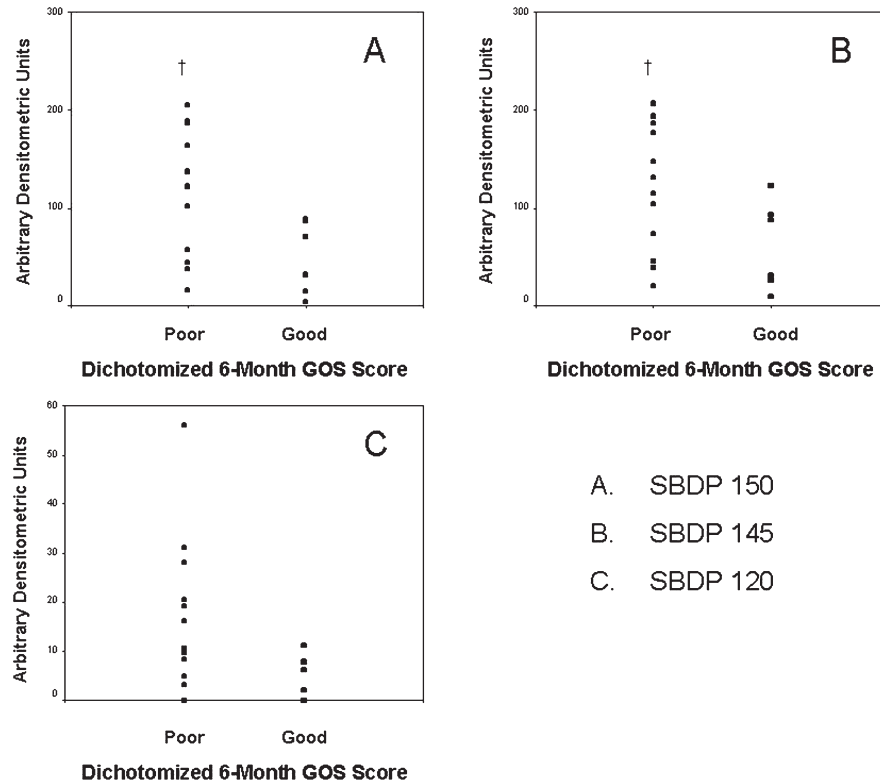 300
200
100
0
Arbitrary Densitometric Units
†
A
Poor Good
Dichotomized 6-Month GOS Score
300
200
100
0
Arbitrary Densitometric Units
†
B
Poor Good
Dichotomized 6-Month GOS Score
60
50
40
30
20
10
0
Arbitrary Densitometric Units
C
Poor Good
Dichotomized 6-Month GOS Score
A. SBDP 150
B. SBDP 145
C. SBDP 120